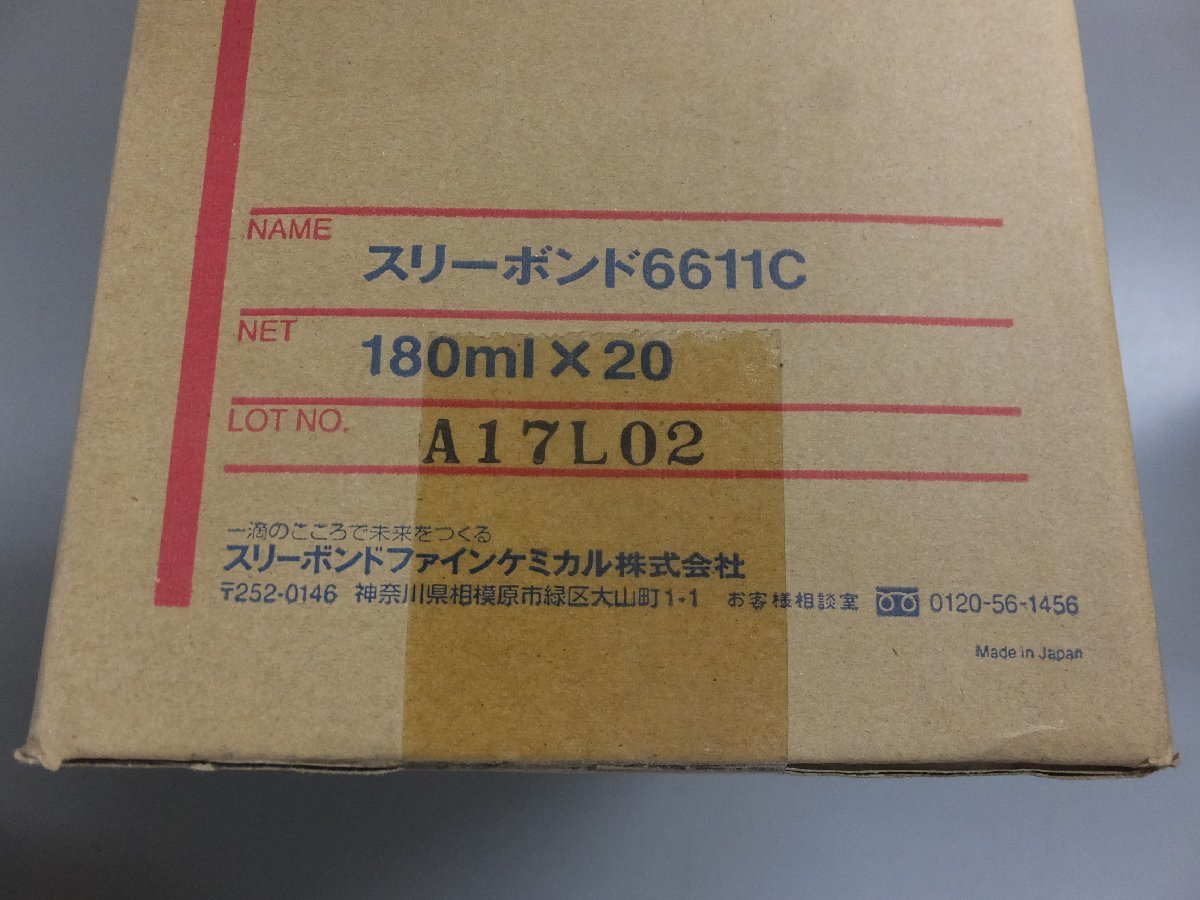 NAME
スリーボンド6611C
NET
180ml×20
LOT NO.
A17L02
一滴のこころで未来をつくる
スリーボンドファインケミカル株式会社
〒252-0146 神奈川県相模原市緑区大山町1-1 お客様相談室 0120-56-1456
Made in Japan